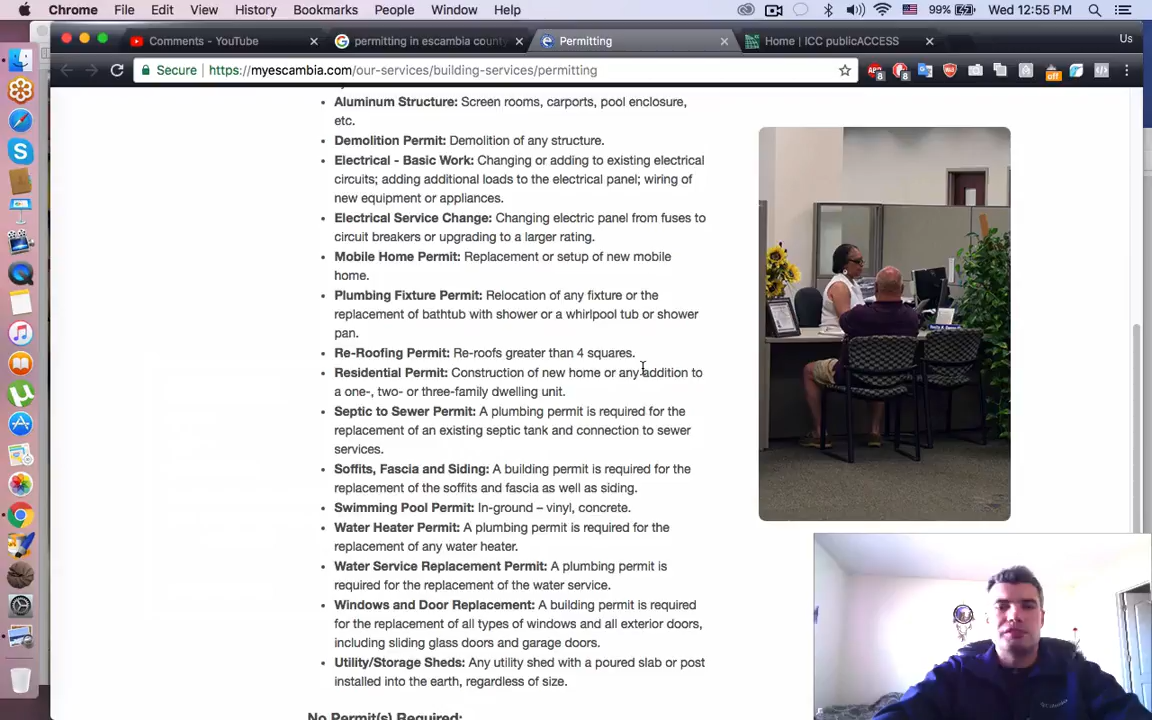 Chrome File Edit View History Bookmarks People Window Help 99% Wed 12:55 PM
Comments - YouTube permitting in escambia county Permitting Home | ICC publicACCESS Us
Secure https://myescambia.com/our-services/building-services/permitting
Aluminum Structure: Screen rooms, carports, pool enclosure,
etc.
Demolition Permit: Demolition of any structure.
Electrical - Basic Work: Changing or adding to existing electrical
circuits; adding additional loads to the electrical panel; wiring of
new equipment or appliances.
Electrical Service Change: Changing electric panel from fuses to
circuit breakers or upgrading to a larger rating.
Mobile Home Permit: Replacement or setup of new mobile
home.
Plumbing Fixture Permit: Relocation of any fixture or the
replacement of bathtub with shower or a whirlpool tub or shower
pan.
Re-Roofing Permit: Re-roofs greater than 4 squares.
Residential Permit: Construction of new home or any addition to
a one-, two- or three-family dwelling unit.
Septic to Sewer Permit: A plumbing permit is required for the
replacement of an existing septic tank and connection to sewer
services.
Soffits, Fascia and Siding: A building permit is required for the
replacement of the soffits and fascia as well as siding.
Swimming Pool Permit: In-ground – vinyl, concrete.
Water Heater Permit: A plumbing permit is required for the
replacement of any water heater.
Water Service Replacement Permit: A plumbing permit is
required for the replacement of the water service.
Windows and Door Replacement: A building permit is required
for the replacement of all types of windows and all exterior doors,
including sliding glass doors and garage doors.
Utility/Storage Sheds: Any utility shed with a poured slab or post
installed into the earth, regardless of size.
No Permit(s) Required: